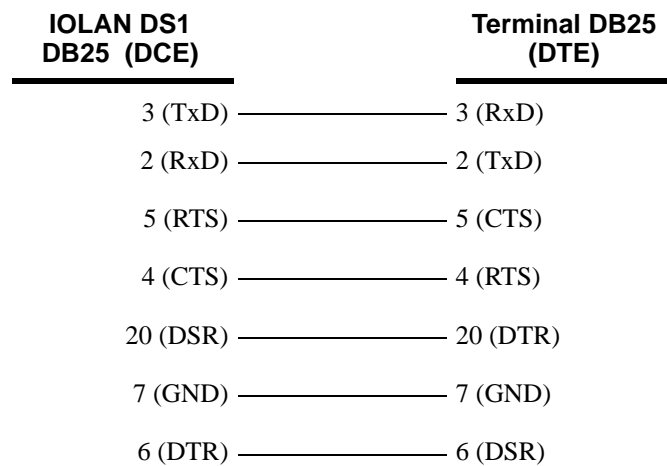 IOLAN DS1
DB25 (DCE)
Terminal DB25
(DTE)
3 (TxD) 3 (RxD)
2 (RxD) 2 (TxD)
5 (RTS) 5 (CTS)
4 (CTS) 4 (RTS)
20 (DSR) 20 (DTR)
7 (GND) 7 (GND)
6 (DTR) 6 (DSR)